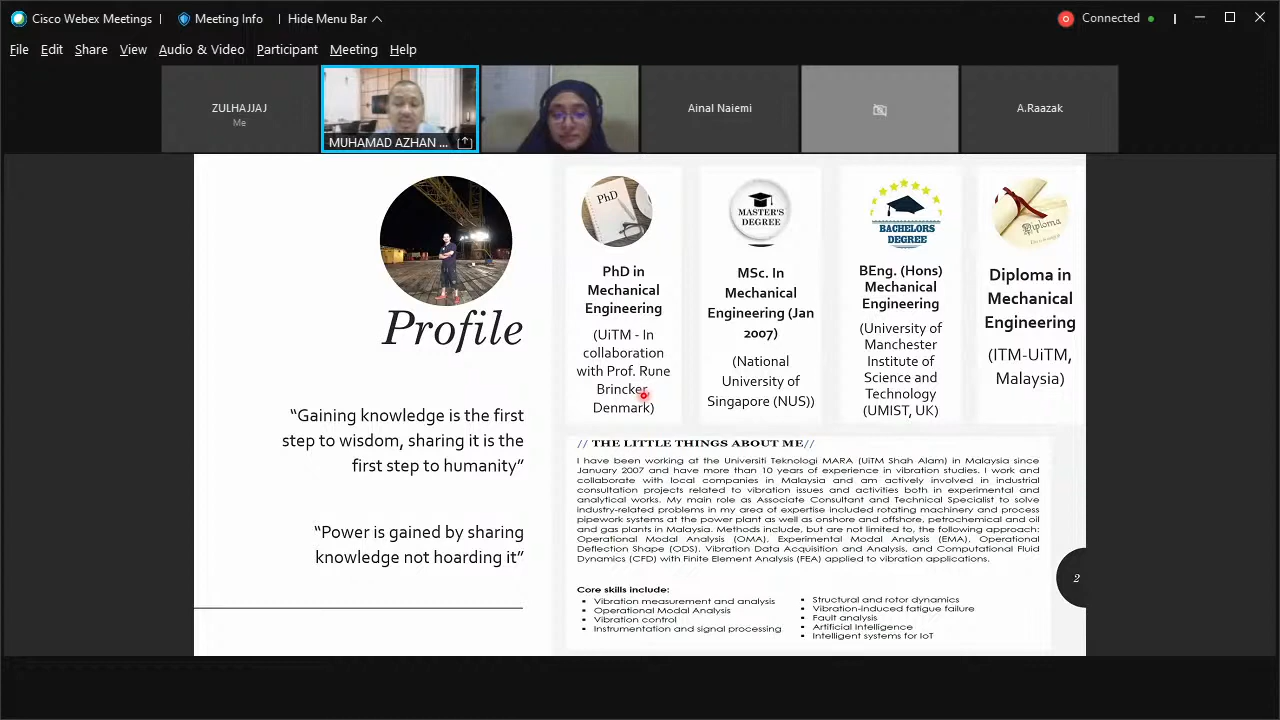 Cisco Webex Meetings
Meeting Info
Hide Menu Bar
Connected
File Edit Share View Audio & Video Participant Meeting Help
ZULHAJJAJ
Me
MUHAMAD AZHAN ...
Ainal Naiemi
A.Raazak
Profile
“Gaining knowledge is the first
step to wisdom, sharing it is the
first step to humanity”
“Power is gained by sharing
knowledge not hoarding it”
PhD
PhD in
Mechanical
Engineering
(UiTM - In
collaboration
with Prof. Rune
Brincker
Denmark)
MASTER'S
DEGREE
MSc. In
Mechanical
Engineering (Jan
2007)
(National
University of
Singapore (NUS))
BACHELORS
DEGREE
BEng. (Hons)
Mechanical
Engineering
(University of
Manchester
Institute of
Science and
Technology
(UMIST, UK)
Diploma
Diploma in
Mechanical
Engineering
(ITM-UiTM,
Malaysia)
// THE LITTLE THINGS ABOUT ME//
I have been working at the Universiti Teknologi MARA (UiTM Shah Alam) in Malaysia since
January 2007 and have more than 10 years of experience in vibration studies. I work and
collaborate with local companies in Malaysia and am actively involved in industrial
consultation projects related to vibration issues and activities both in experimental and
analytical works. My main role as Associate Consultant and Technical Specialist to solve
industry-related problems in my area of expertise included rotating machinery and process
pipework systems at the power plant as well as onshore and offshore, petrochemical and oil
and gas plants in Malaysia. Methods include, but are not limited to, the following approach:
Operational Modal Analysis (OMA), Experimental Modal Analysis (EMA), Operational
Deflection Shape (ODS), Vibration Data Acquisition and Analysis, and Computational Fluid
Dynamics (CFD) with Finite Element Analysis (FEA) applied to vibration applications.
Core skills include:
▪ Vibration measurement and analysis
▪ Operational Modal Analysis
▪ Vibration control
▪ Instrumentation and signal processing
▪ Structural and rotor dynamics
▪ Vibration-induced fatigue failure
▪ Fault analysis
▪ Artificial Intelligence
▪ Intelligent systems for IoT
2